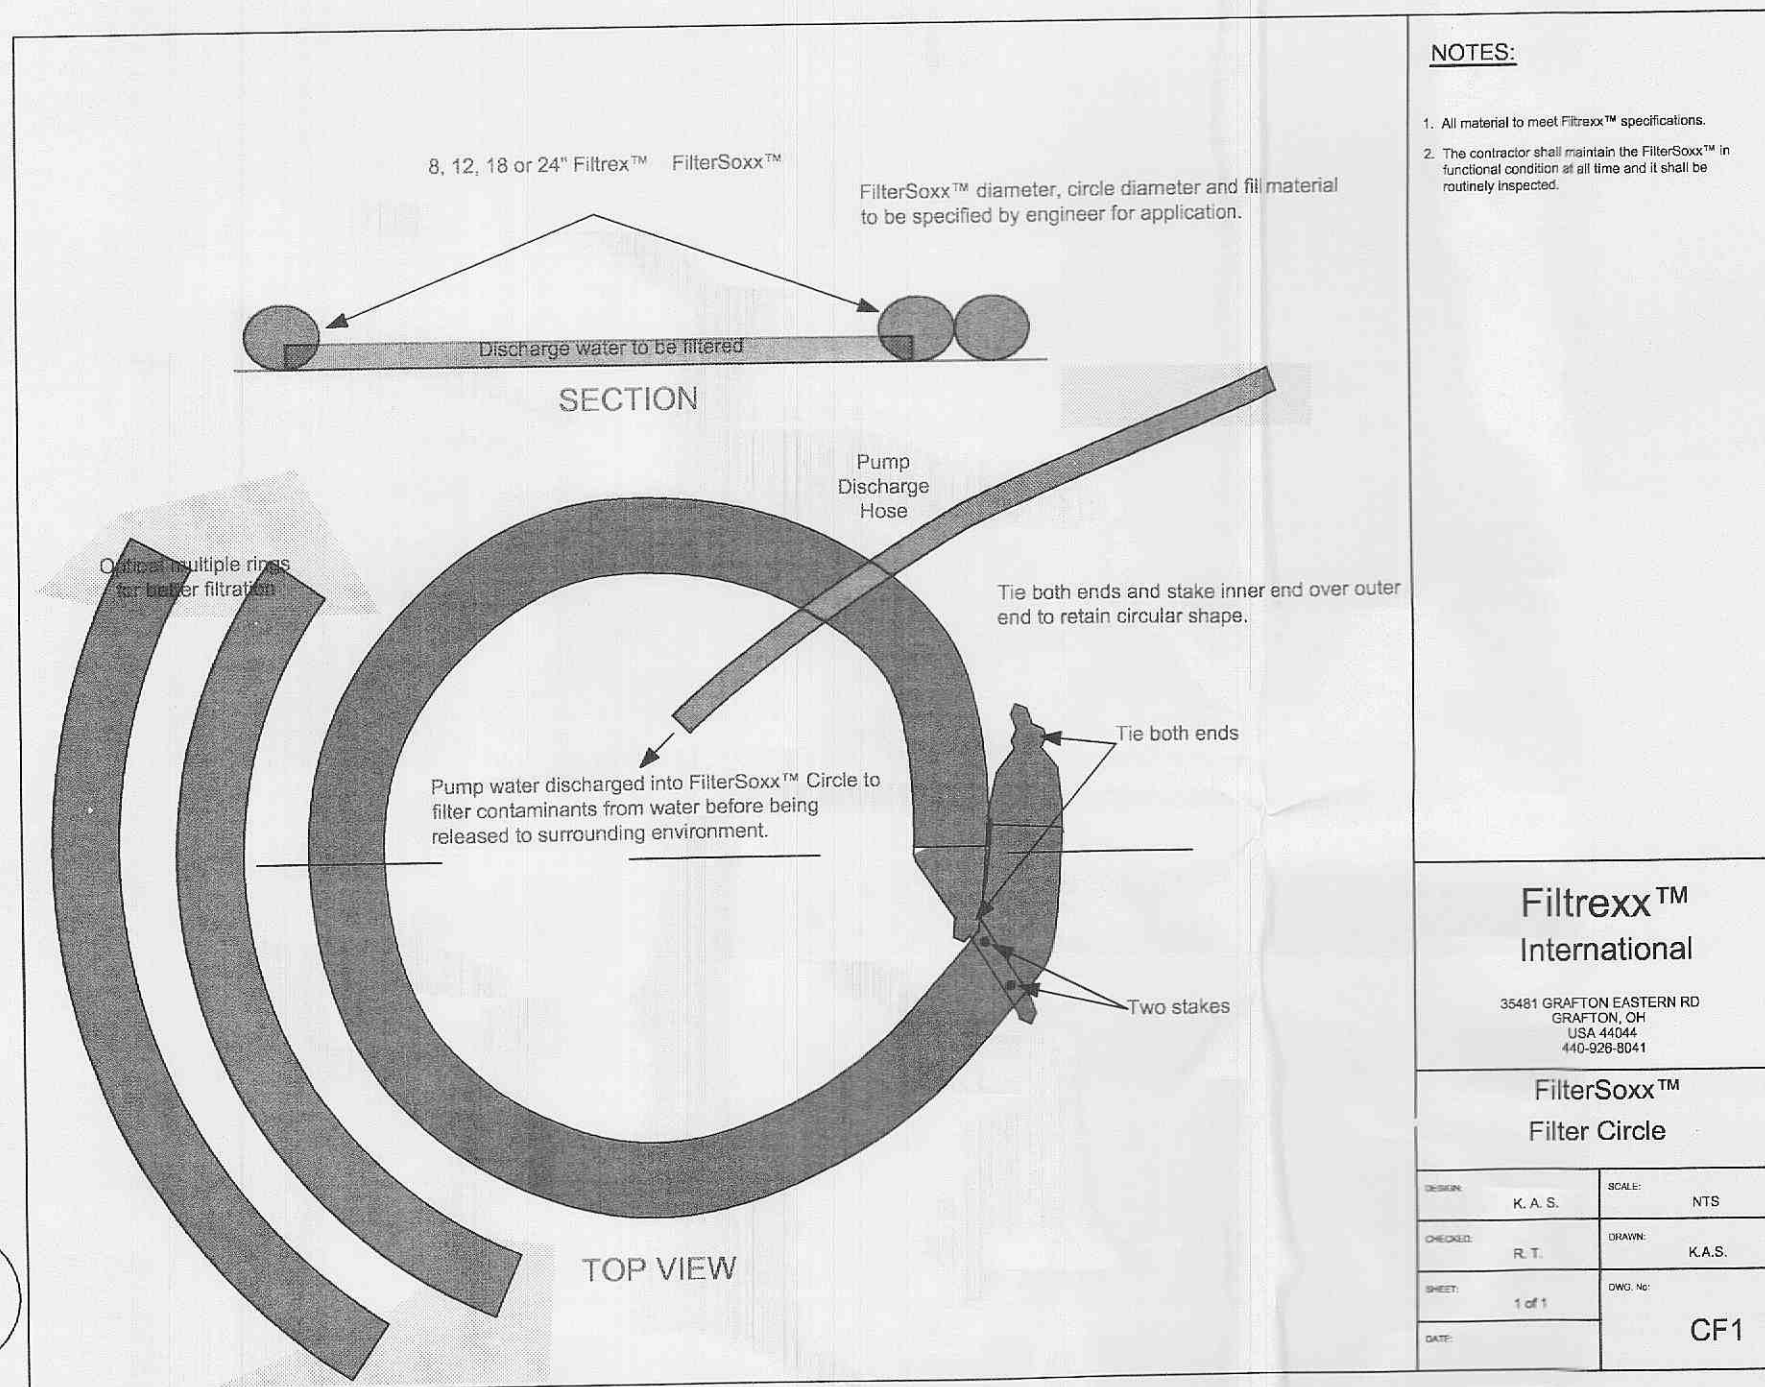 8, 12, 18 or 24" Filtrex™ FilterSoxx™
FilterSoxx™ diameter, circle diameter and fill material
to be specified by engineer for application.
Discharge water to be filtered
SECTION
Pump
Discharge
Hose
Optional multiple rings
for better filtration
Tie both ends and stake inner end over outer
end to retain circular shape.
Tie both ends
Pump water discharged into FilterSoxx™ Circle to
filter contaminants from water before being
released to surrounding environment.
Two stakes
TOP VIEW
NOTES:
1. All material to meet Filtrexx™ specifications.
2. The contractor shall maintain the FilterSoxx™ in
functional condition at all time and it shall be
routinely inspected.
Filtrexx™
International
35481 GRAFTON EASTERN RD
GRAFTON, OH
USA 44044
440-926-8041
FilterSoxx™
Filter Circle
DESIGN: K. A. S.
SCALE: NTS
CHECKED: R. T.
DRAWN: K.A.S.
SHEET: 1 of 1
DWG. No: CF1
DATE: